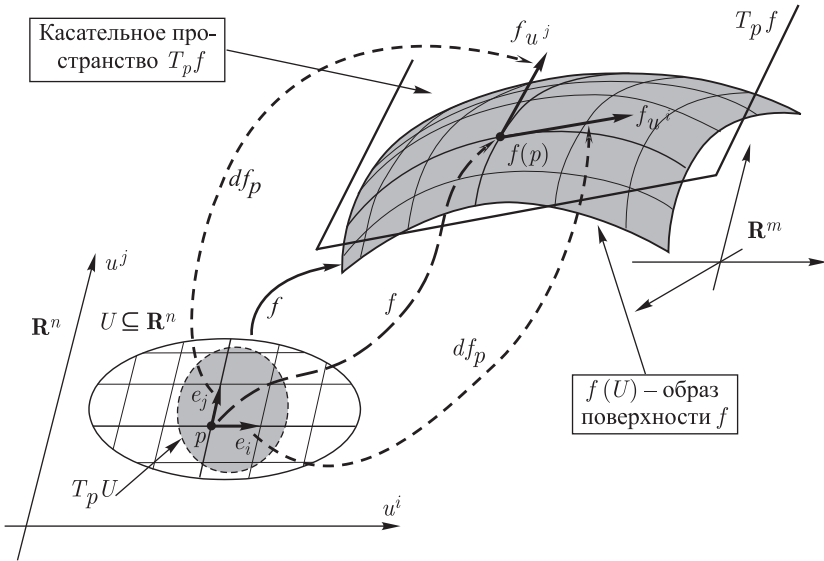 Касательное про-
странство T_p f
f_{u^j}
T_p f
f_{u^i}
f(p)
df_p
R^m
u^j
R^n
U ⊆ R^n
f
f
df_p
e_j
p
e_i
f (U) – образ
поверхности f
T_p U
u^i